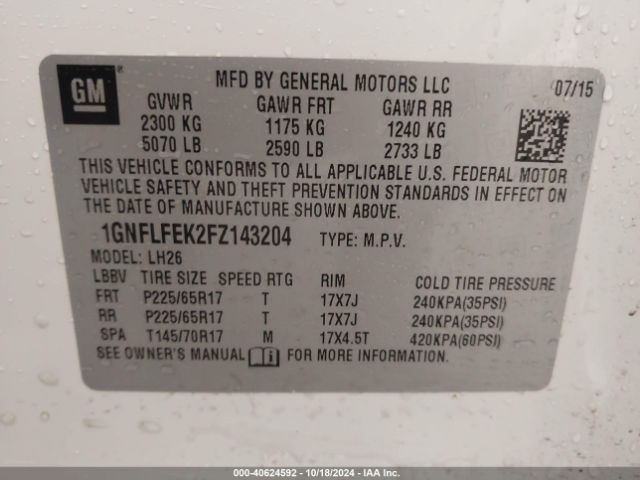 GM MFD BY GENERAL MOTORS LLC 07/15
GVWR GAWR FRT GAWR RR
2300 KG 1175 KG 1240 KG
5070 LB 2590 LB 2733 LB
THIS VEHICLE CONFORMS TO ALL APPLICABLE U.S. FEDERAL MOTOR
VEHICLE SAFETY AND THEFT PREVENTION STANDARDS IN EFFECT ON
THE DATE OF MANUFACTURE SHOWN ABOVE.
1GNFLFEK2FZ143204 TYPE: M.P.V.
MODEL: LH26
LBBV TIRE SIZE SPEED RTG RIM COLD TIRE PRESSURE
FRT P225/65R17 T 17X7J 240KPA(35PSI)
RR P225/65R17 T 17X7J 240KPA(35PSI)
SPA T145/70R17 M 17X4.5T 420KPA(60PSI)
SEE OWNER'S MANUAL FOR MORE INFORMATION.
000-40624592 - 10/18/2024 - IAA Inc.